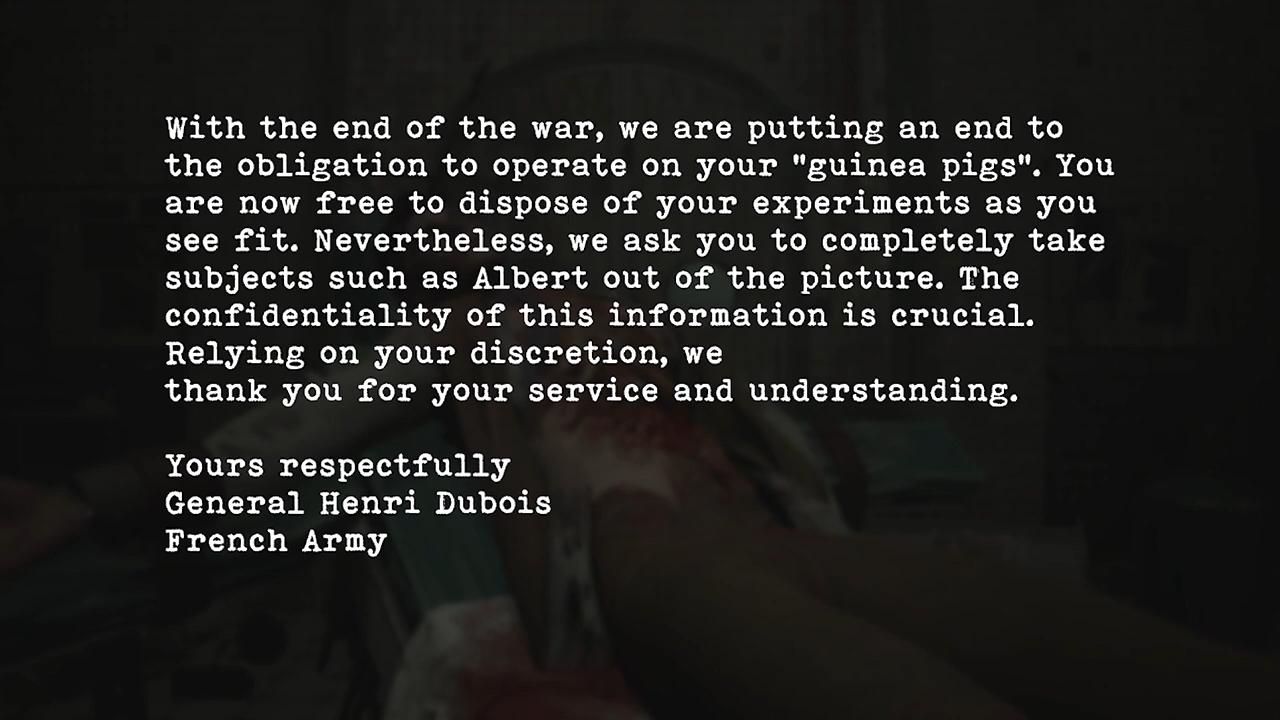 With the end of the war, we are putting an end to
the obligation to operate on your "guinea pigs". You
are now free to dispose of your experiments as you
see fit. Nevertheless, we ask you to completely take
subjects such as Albert out of the picture. The
confidentiality of this information is crucial.
Relying on your discretion, we
thank you for your service and understanding.
Yours respectfully
General Henri Dubois
French Army